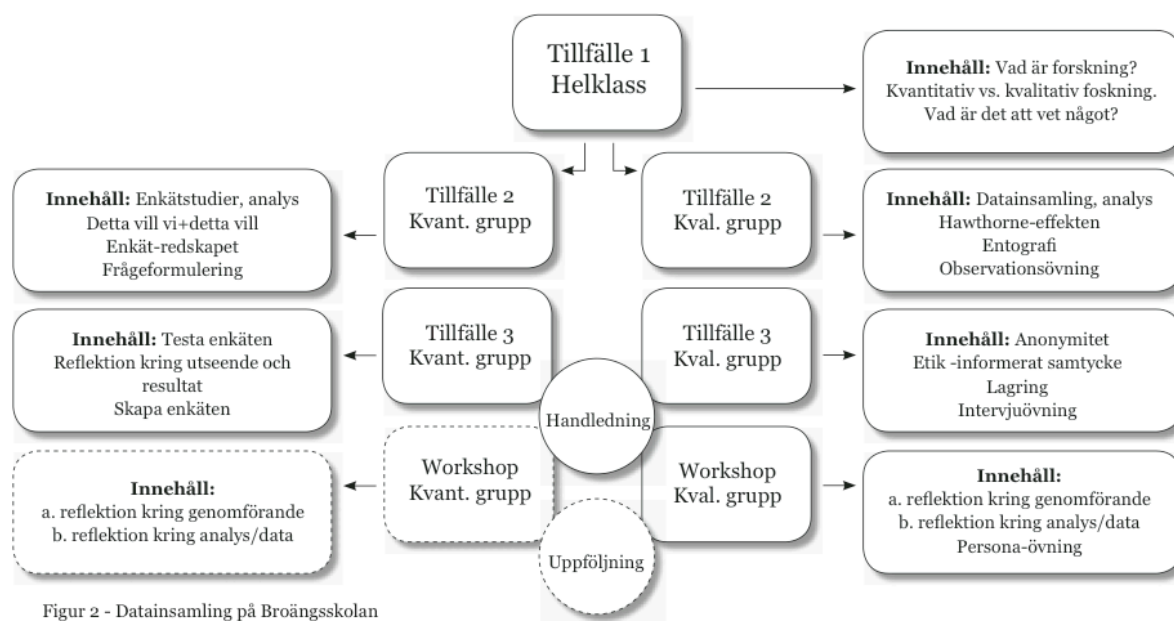 Tillfälle 1
Helklass
Innehåll: Vad är forskning?
Kvantitativ vs. kvalitativ foskning.
Vad är det att vet något?
Innehåll: Enkätstudier, analys
Detta vill vi+detta vill
Enkät-redskapet
Frågeformulering
Tillfälle 2
Kvant. grupp
Tillfälle 2
Kval. grupp
Innehåll: Datainsamling, analys
Hawthorne-effekten
Entografi
Observationsövning
Innehåll: Testa enkäten
Reflektion kring utseende och
resultat
Skapa enkäten
Tillfälle 3
Kvant. grupp
Tillfälle 3
Kval. grupp
Innehåll: Anonymitet
Etik -informerat samtycke
Lagring
Intervjuövning
Handledning
Innehåll:
a. reflektion kring genomförande
b. reflektion kring analys/data
Workshop
Kvant. grupp
Workshop
Kval. grupp
Innehåll:
a. reflektion kring genomförande
b. reflektion kring analys/data
Persona-övning
Uppföljning
Figur 2 - Datainsamling på Broängsskolan